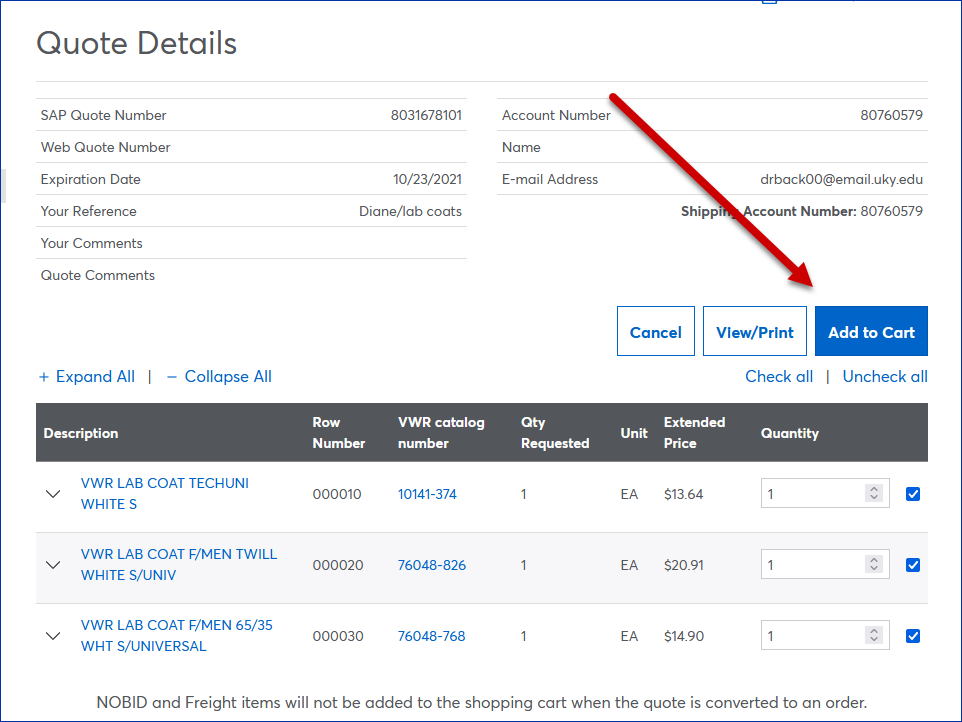 Quote Details
SAP Quote Number 8031678101
Web Quote Number
Expiration Date 10/23/2021
Your Reference Diane/lab coats
Your Comments
Quote Comments
Account Number 80760579
Name
E-mail Address drback00@email.uky.edu
Shipping Account Number: 80760579
Cancel View/Print Add to Cart
+ Expand All | − Collapse All Check all | Uncheck all
Description Row Number VWR catalog number Qty Requested Unit Extended Price Quantity
VWR LAB COAT TECHUNI
WHITE S
000010 10141-374 1 EA $13.64 1
VWR LAB COAT F/MEN TWILL
WHITE S/UNIV
000020 76048-826 1 EA $20.91 1
VWR LAB COAT F/MEN 65/35
WHT S/UNIVERSAL
000030 76048-768 1 EA $14.90 1
NOBID and Freight items will not be added to the shopping cart when the quote is converted to an order.